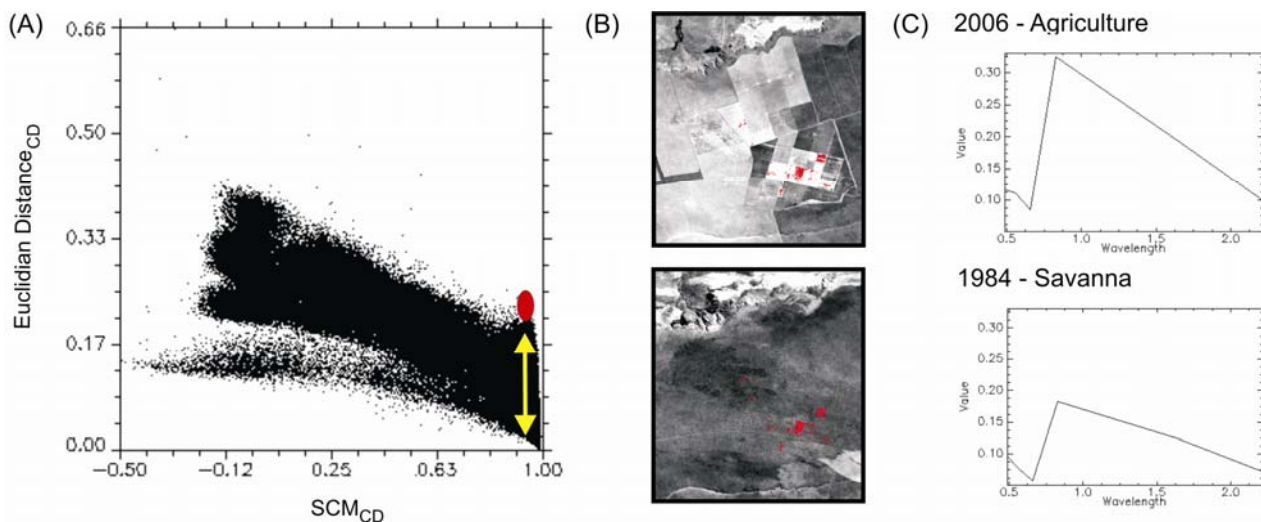 (A)
0.66
0.50
0.33
0.17
0.00
Euclidian DistanceCD
−0.50
−0.12
0.25
0.63
1.00
SCMCD
(B)
(C)
2006 - Agriculture
0.30
0.25
0.20
0.15
0.10
Value
0.5
1.0
1.5
2.0
Wavelength
1984 - Savanna
0.30
0.25
0.20
0.15
0.10
Value
0.5
1.0
1.5
2.0
Wavelength